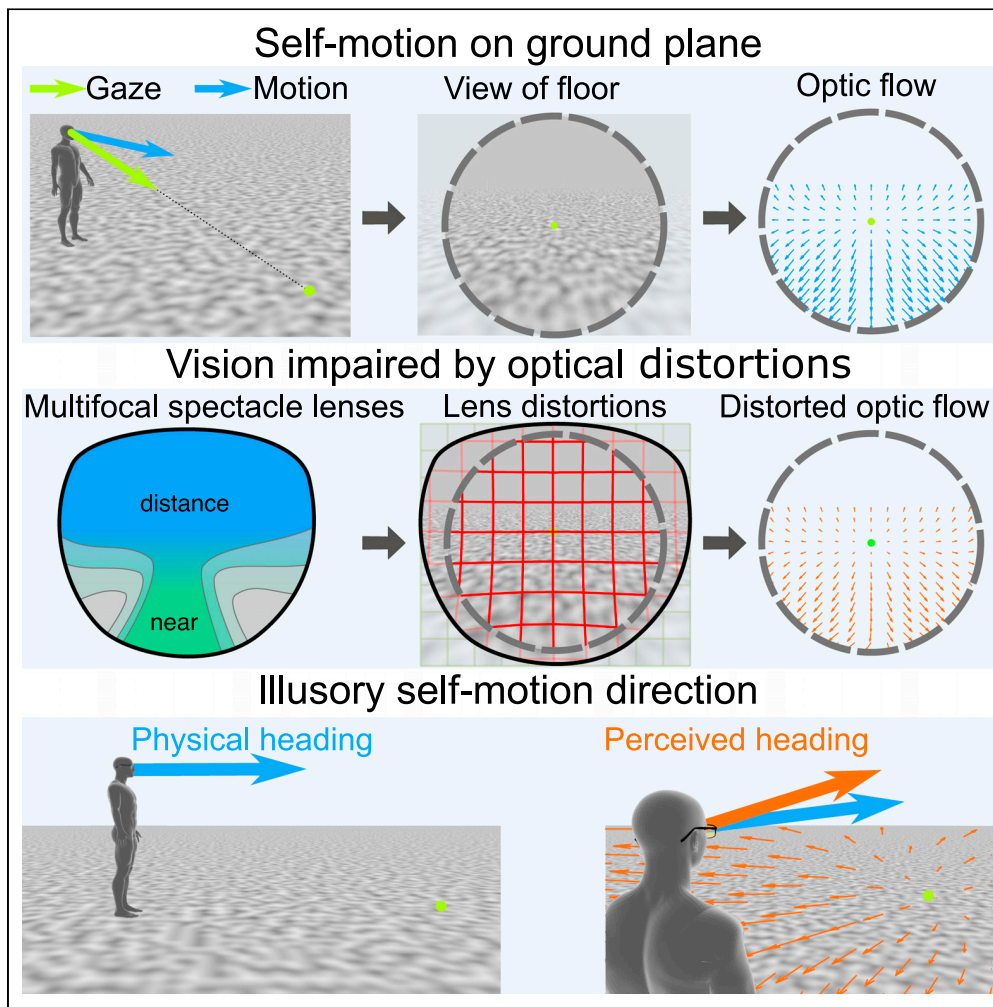 Self-motion on ground plane
Gaze Motion
View of floor
Optic flow
Vision impaired by optical distortions
Multifocal spectacle lenses
Lens distortions
Distorted optic flow
distance
near
Illusory self-motion direction
Physical heading
Perceived heading